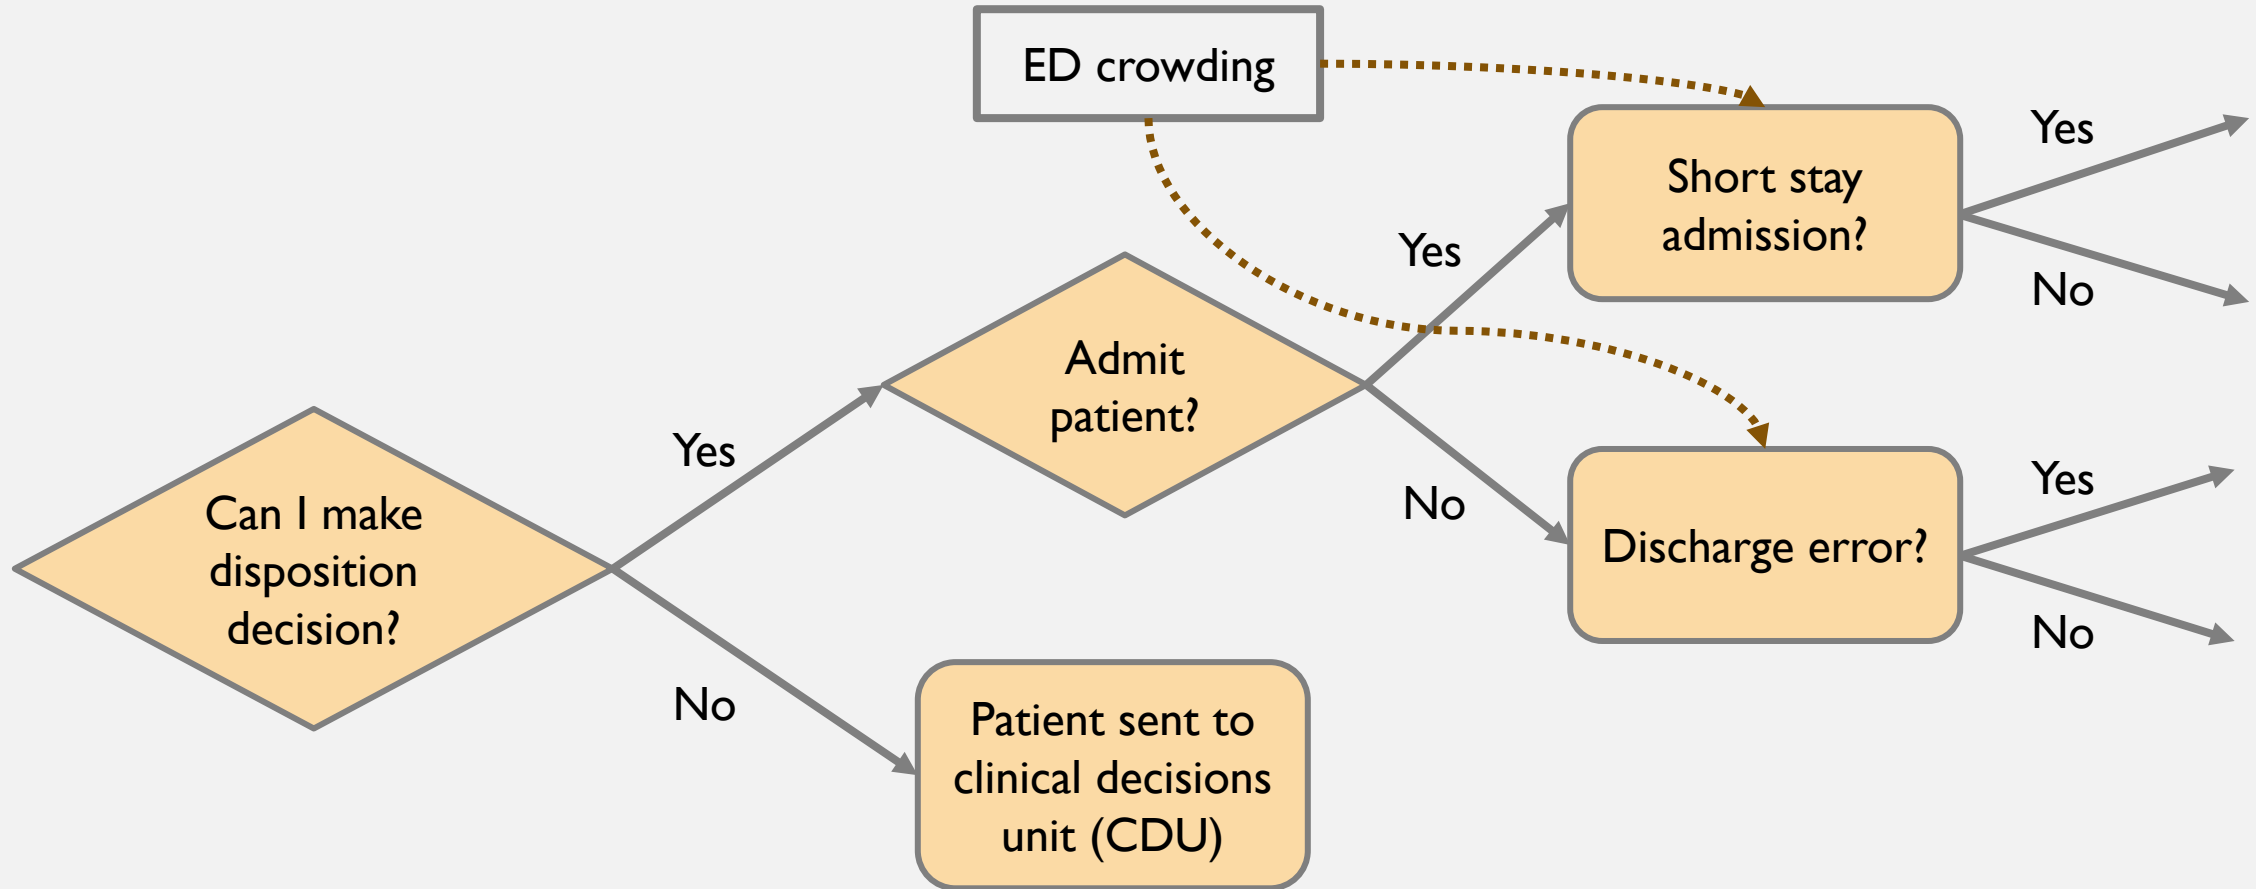 ED crowding
Short stay
admission?
Yes
No
Yes
Admit
patient?
No
Discharge error?
Yes
No
Can I make
disposition
decision?
Yes
No
Patient sent to
clinical decisions
unit (CDU)